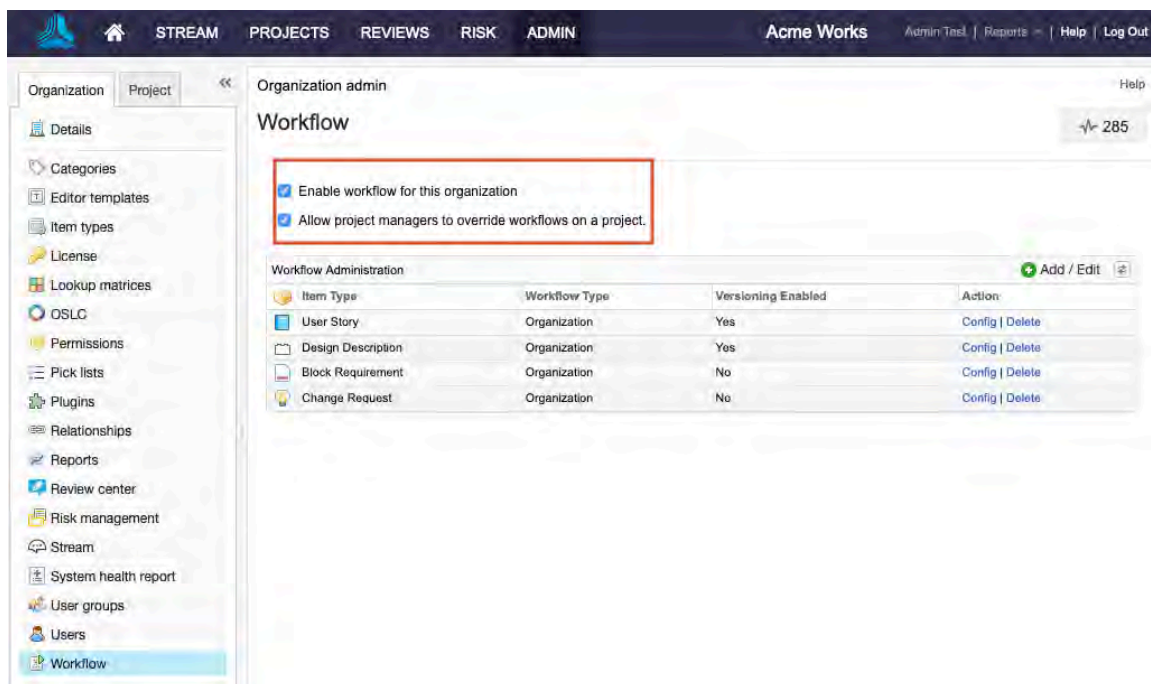 STREAM PROJECTS REVIEWS RISK ADMIN Acme Works Admin Test | Reports | Help | Log Out
Organization Project «
Organization admin Help
Workflow 285
Details
Categories
Editor templates
Item types
License
Lookup matrices
OSLC
Permissions
Pick lists
Plugins
Relationships
Reports
Review center
Risk management
Stream
System health report
User groups
Users
Workflow
Enable workflow for this organization
Allow project managers to override workflows on a project.
Workflow Administration Add / Edit
Item Type Workflow Type Versioning Enabled Action
User Story Organization Yes Config | Delete
Design Description Organization Yes Config | Delete
Block Requirement Organization No Config | Delete
Change Request Organization No Config | Delete